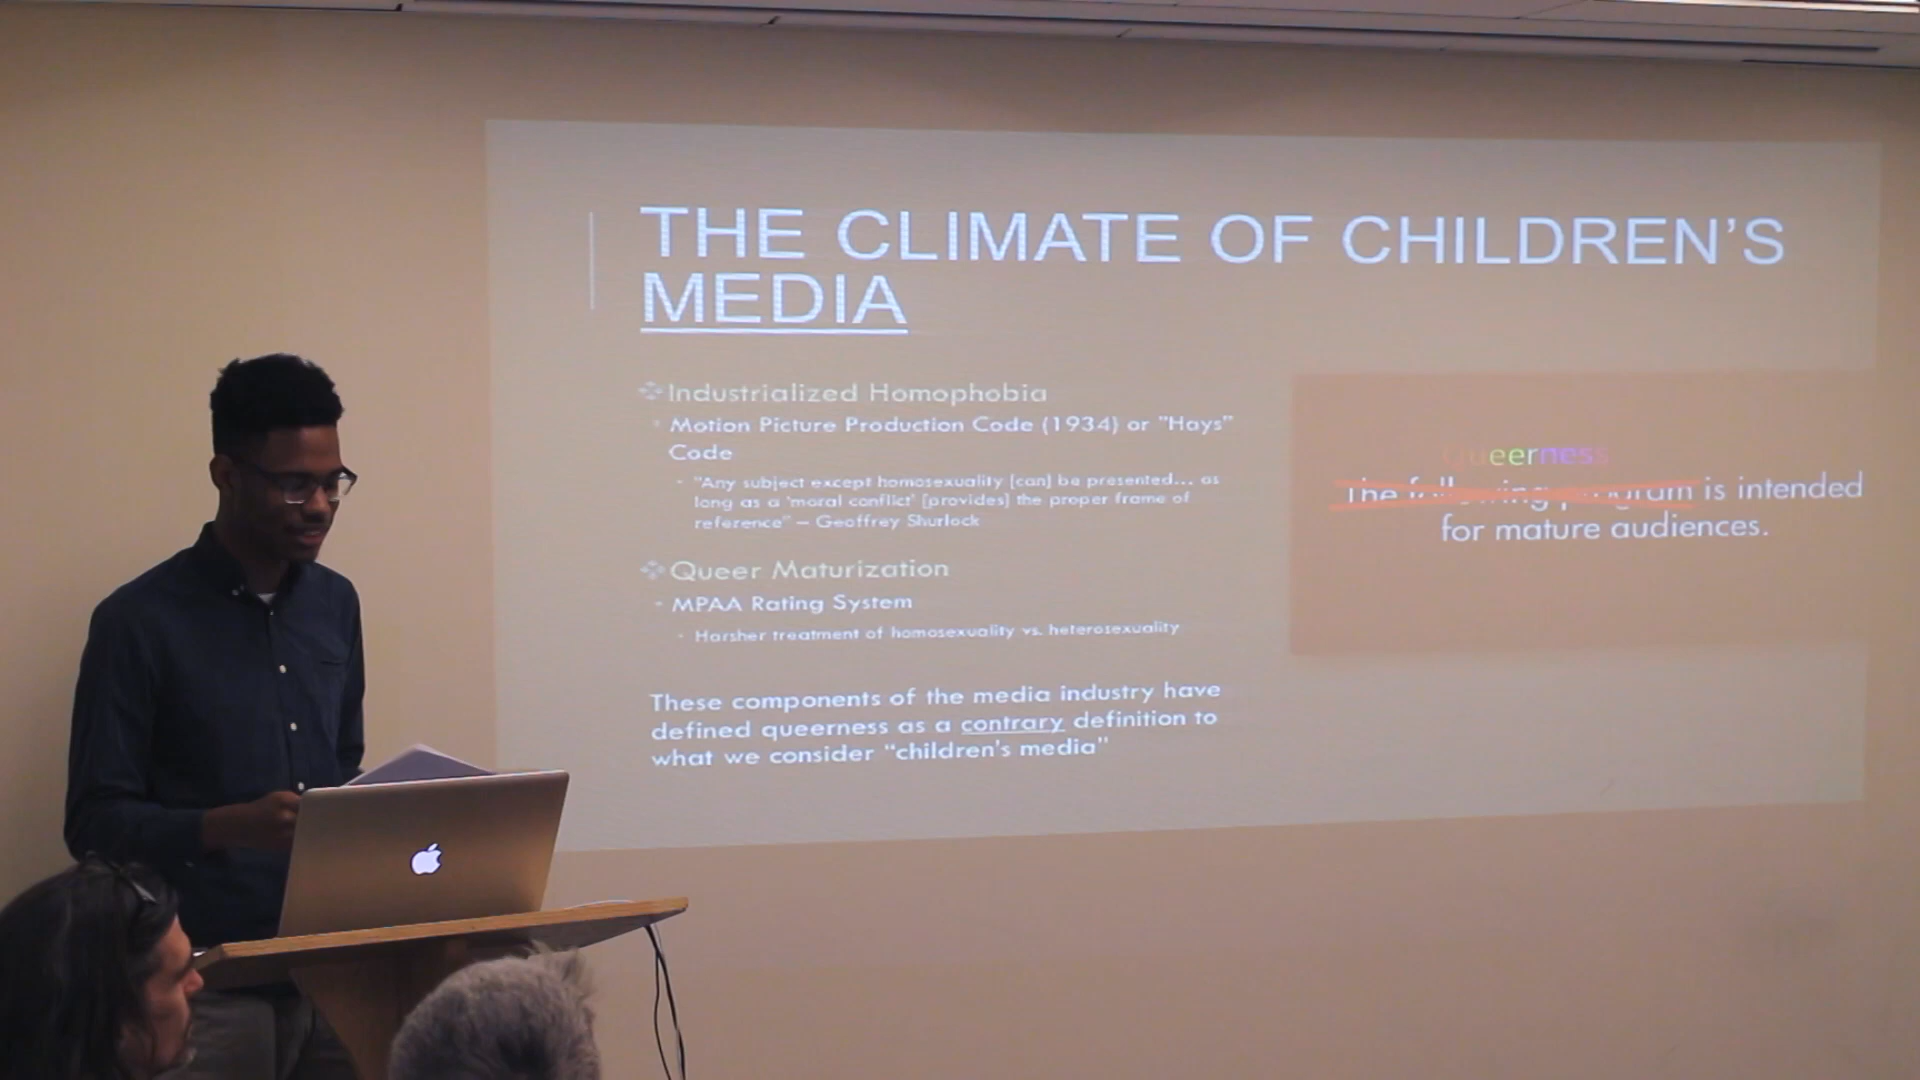 THE CLIMATE OF CHILDREN'S
MEDIA
Industrialized Homophobia
Motion Picture Production Code (1934) or "Hays"
Code
"Any subject except homosexuality [can] be presented... as
long as a 'moral conflict' [provides] the proper frame of
reference" – Geoffrey Shurlock
Queer Maturization
MPAA Rating System
Harsher treatment of homosexuality vs. heterosexuality
These components of the media industry have
defined queerness as a contrary definition to
what we consider "children's media"
queerness
The following program is intended
for mature audiences.